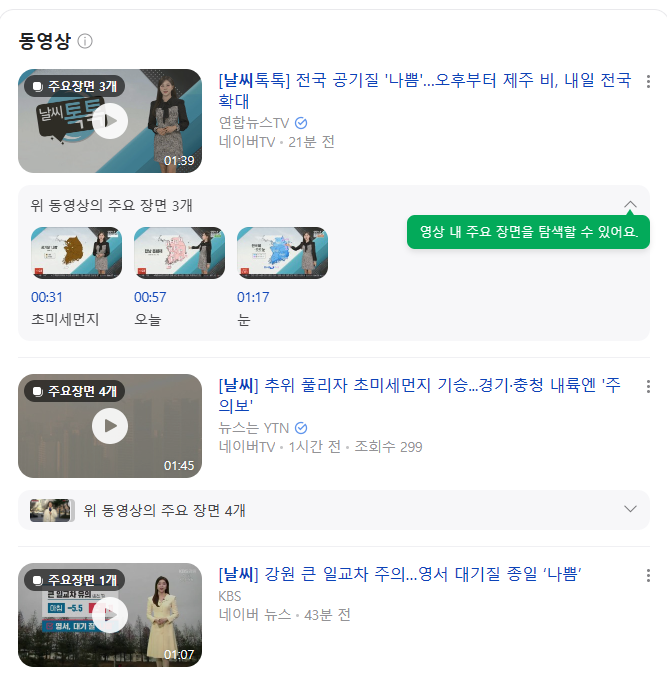 동영상
주요장면 3개
날씨
톡톡
01:39
[날씨톡톡] 전국 공기질 '나쁨'...오후부터 제주 비, 내일 전국
확대
연합뉴스TV
네이버TV · 21분 전
위 동영상의 주요 장면 3개
영상 내 주요 장면을 탐색할 수 있어요.
00:31
초미세먼지
00:57
오늘
01:17
눈
주요장면 4개
01:45
[날씨] 추위 풀리자 초미세먼지 기승...경기·충청 내륙엔 '주
의보'
뉴스는 YTN
네이버TV · 1시간 전 · 조회수 299
위 동영상의 주요 장면 4개
주요장면 1개
큰 일교차 유의
아침 -5.5
영서, 대기 질
01:07
[날씨] 강원 큰 일교차 주의…영서 대기질 종일 ‘나쁨’
KBS
네이버 뉴스 · 43분 전